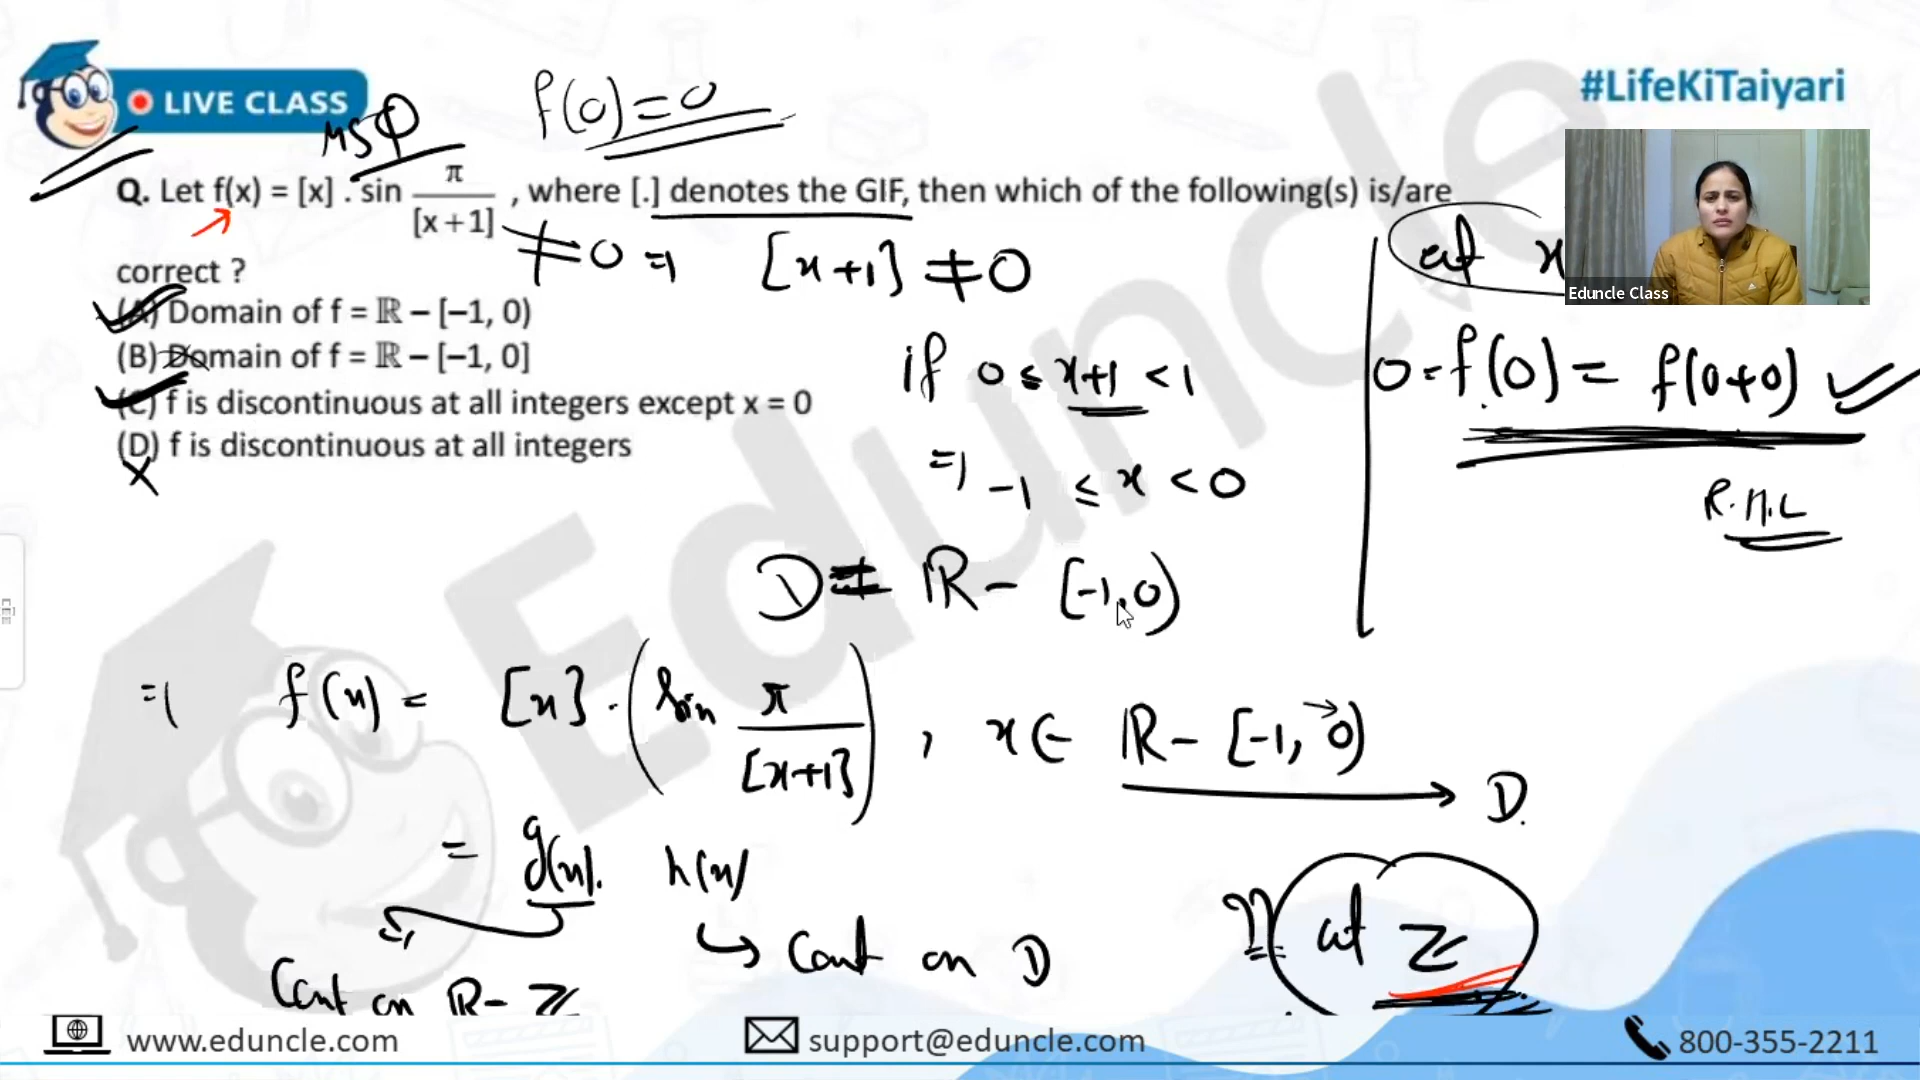 LIVE CLASS
#LifeKiTaiyari
MSQ
f(0)=0
Q. Let f(x) = [x] . sin π/[x+1] , where [.] denotes the GIF, then which of the following(s) is/are
correct ?
(A) Domain of f = ℝ – [–1, 0)
(B) Domain of f = ℝ – [–1, 0]
(C) f is discontinuous at all integers except x = 0
(D) f is discontinuous at all integers
≠0 ⇒ [x+1] ≠ 0
if 0 ≤ x+1 < 1
⇒ -1 ≤ x < 0
D = ℝ - [-1, 0)
at x
Eduncle Class
0 = f(0) = f(0+0)
R.H.L
⇒ f(x) = [x] . (sin π/[x+1]) , x ∈ ℝ - [-1, 0)
D.
= g(x). h(x)
Cont on D
Cont on ℝ - ℤ
at ℤ
Eduncle
www.eduncle.com
support@eduncle.com
800-355-2211